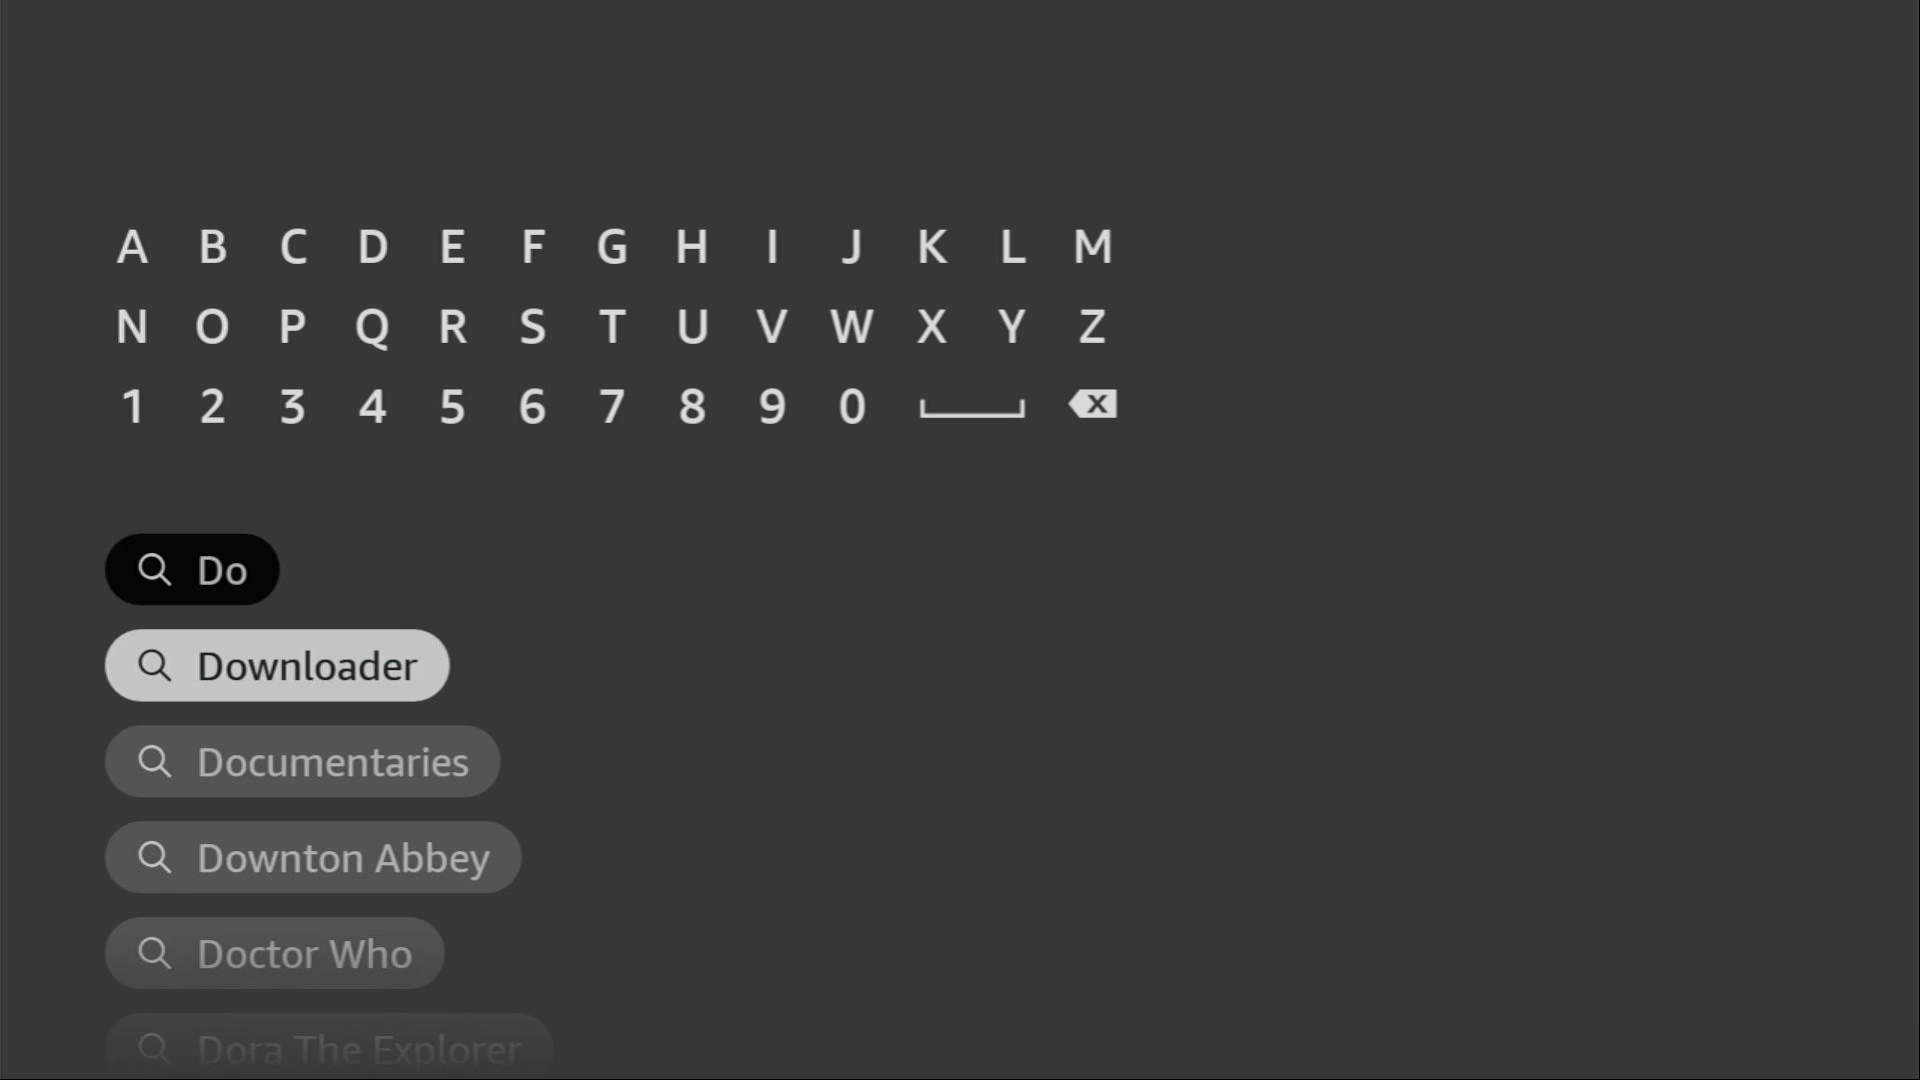 A B C D E F G H I J K L M
N O P Q R S T U V W X Y Z
1 2 3 4 5 6 7 8 9 0
Do
Downloader
Documentaries
Downton Abbey
Doctor Who
Dora The Explorer